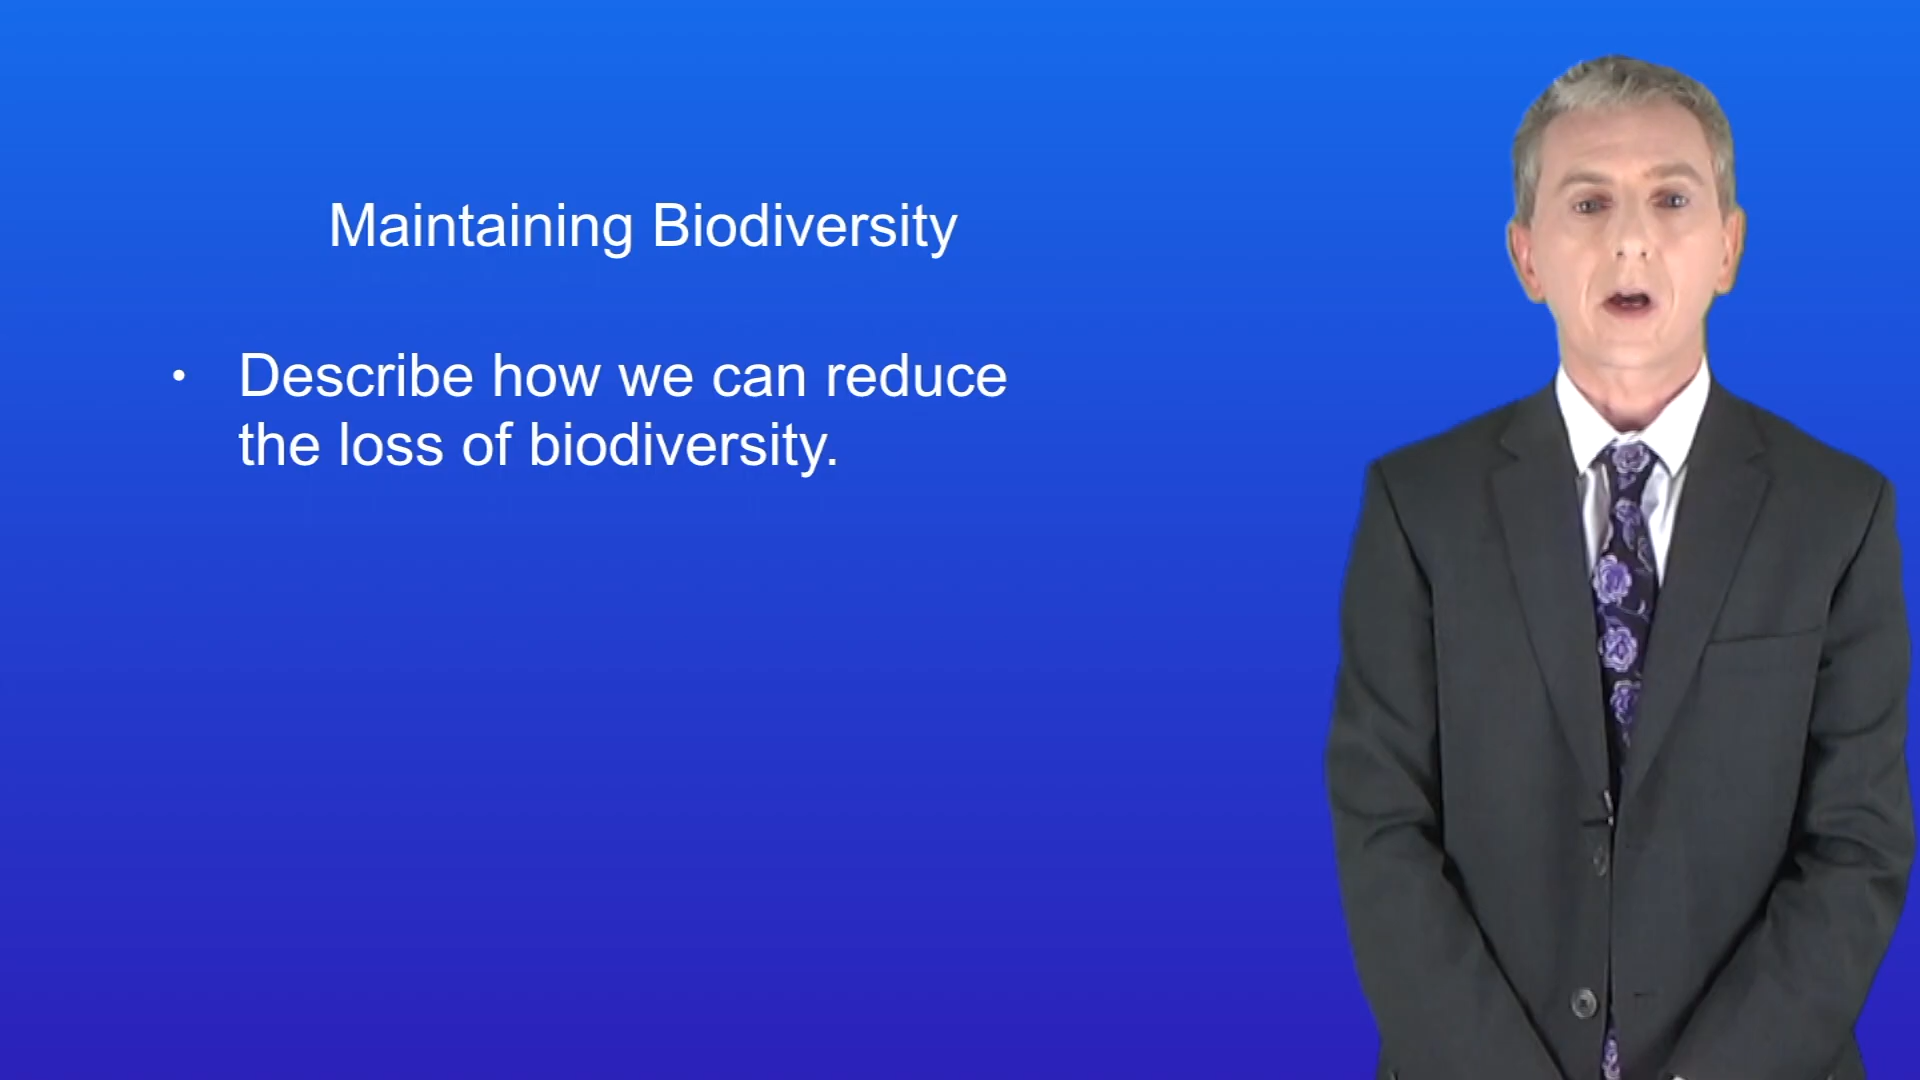 Maintaining Biodiversity
• Describe how we can reduce
the loss of biodiversity.